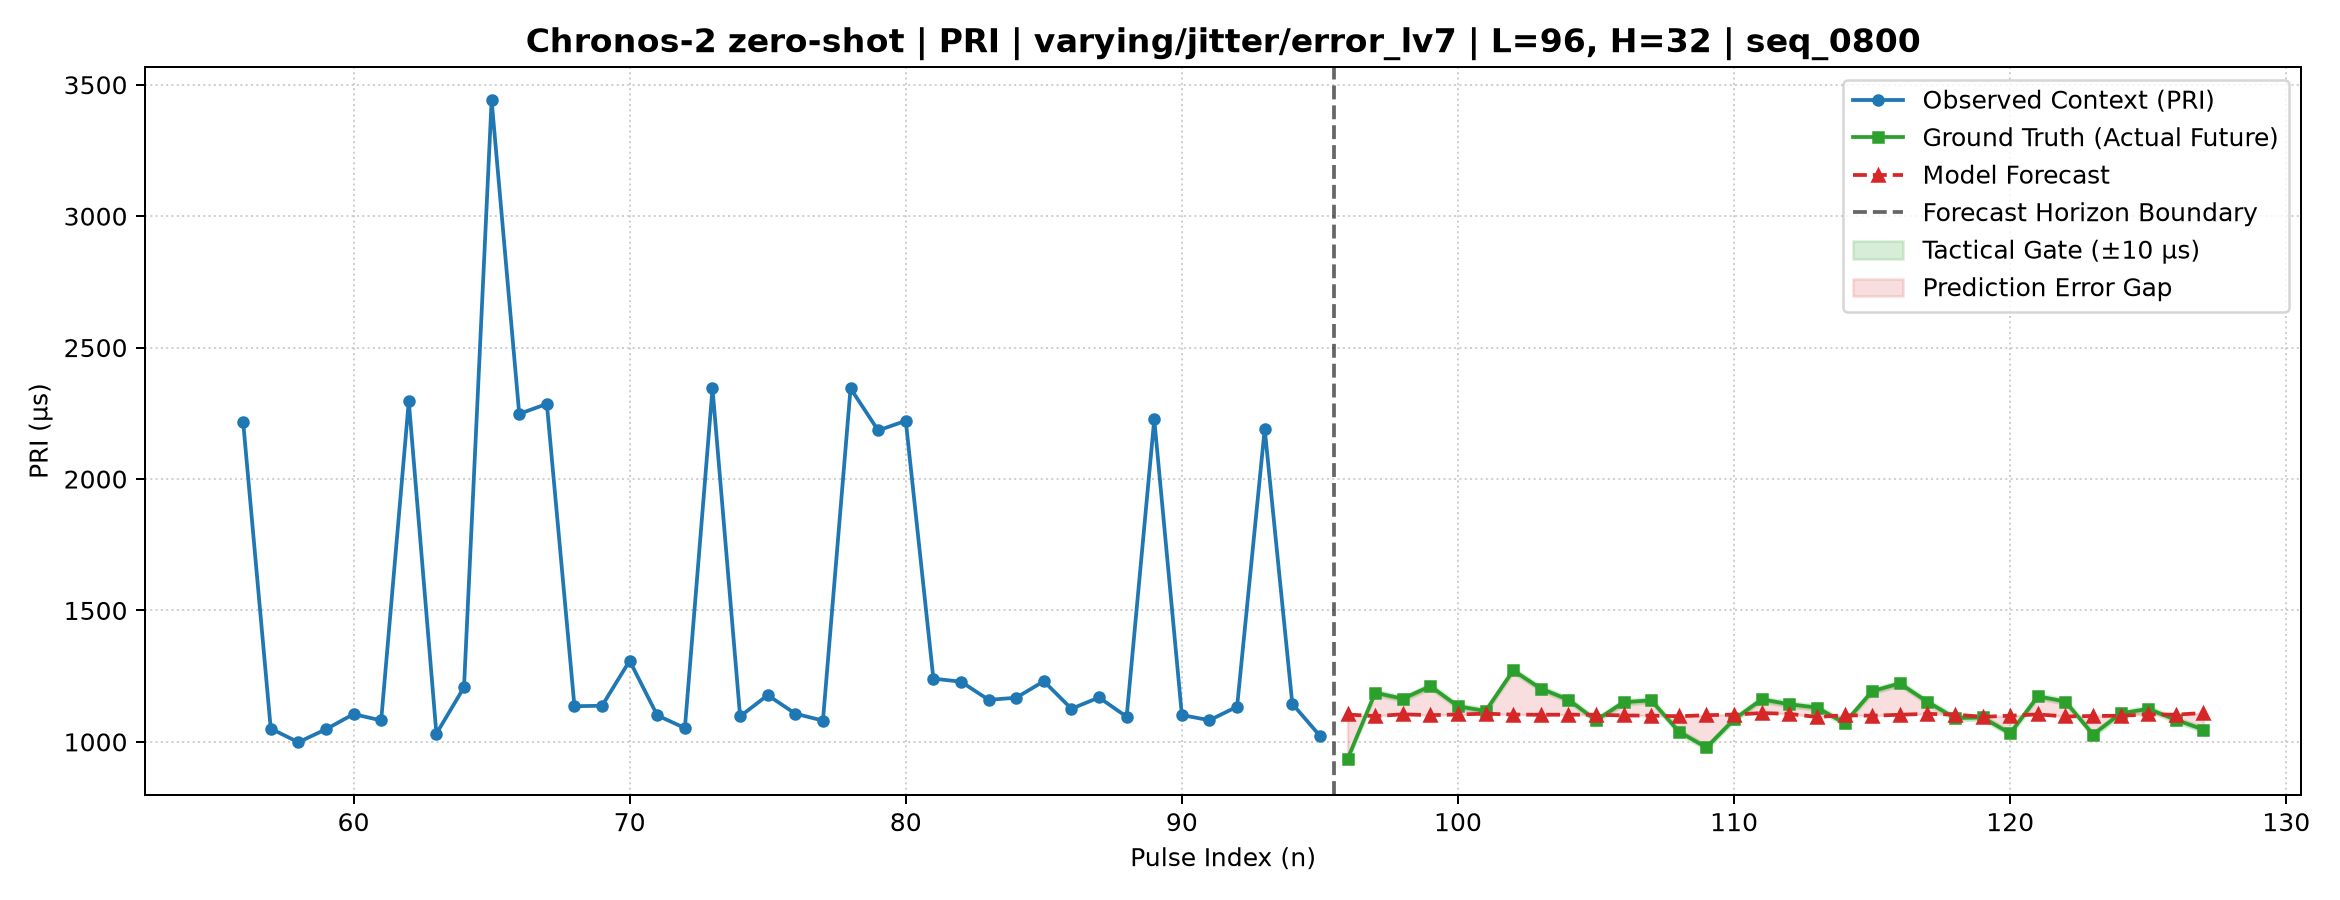 Chronos-2 zero-shot | PRI | varying/jitter/error_lv7 | L=96, H=32 | seq_0800
PRI (µs)
3500
3000
2500
2000
1500
1000
Observed Context (PRI)
Ground Truth (Actual Future)
Model Forecast
Forecast Horizon Boundary
Tactical Gate (±10 µs)
Prediction Error Gap
60
70
80
90
100
110
120
130
Pulse Index (n)